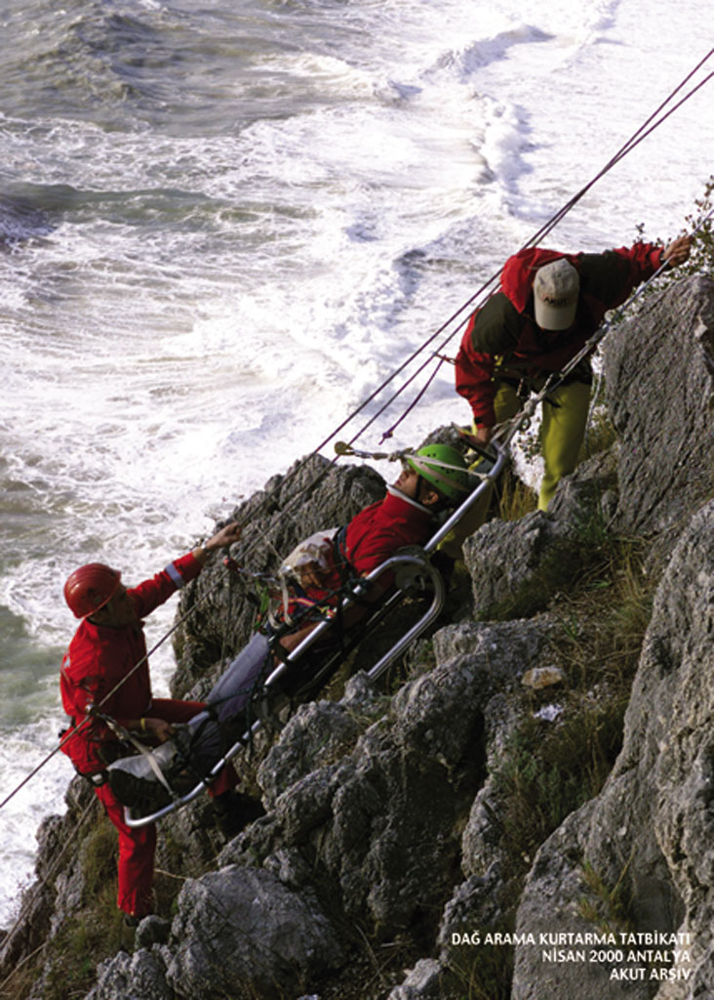 DAĞ ARAMA KURTARMA TATBİKATI
NİSAN 2000 ANTALYA
AKUT ARŞİV